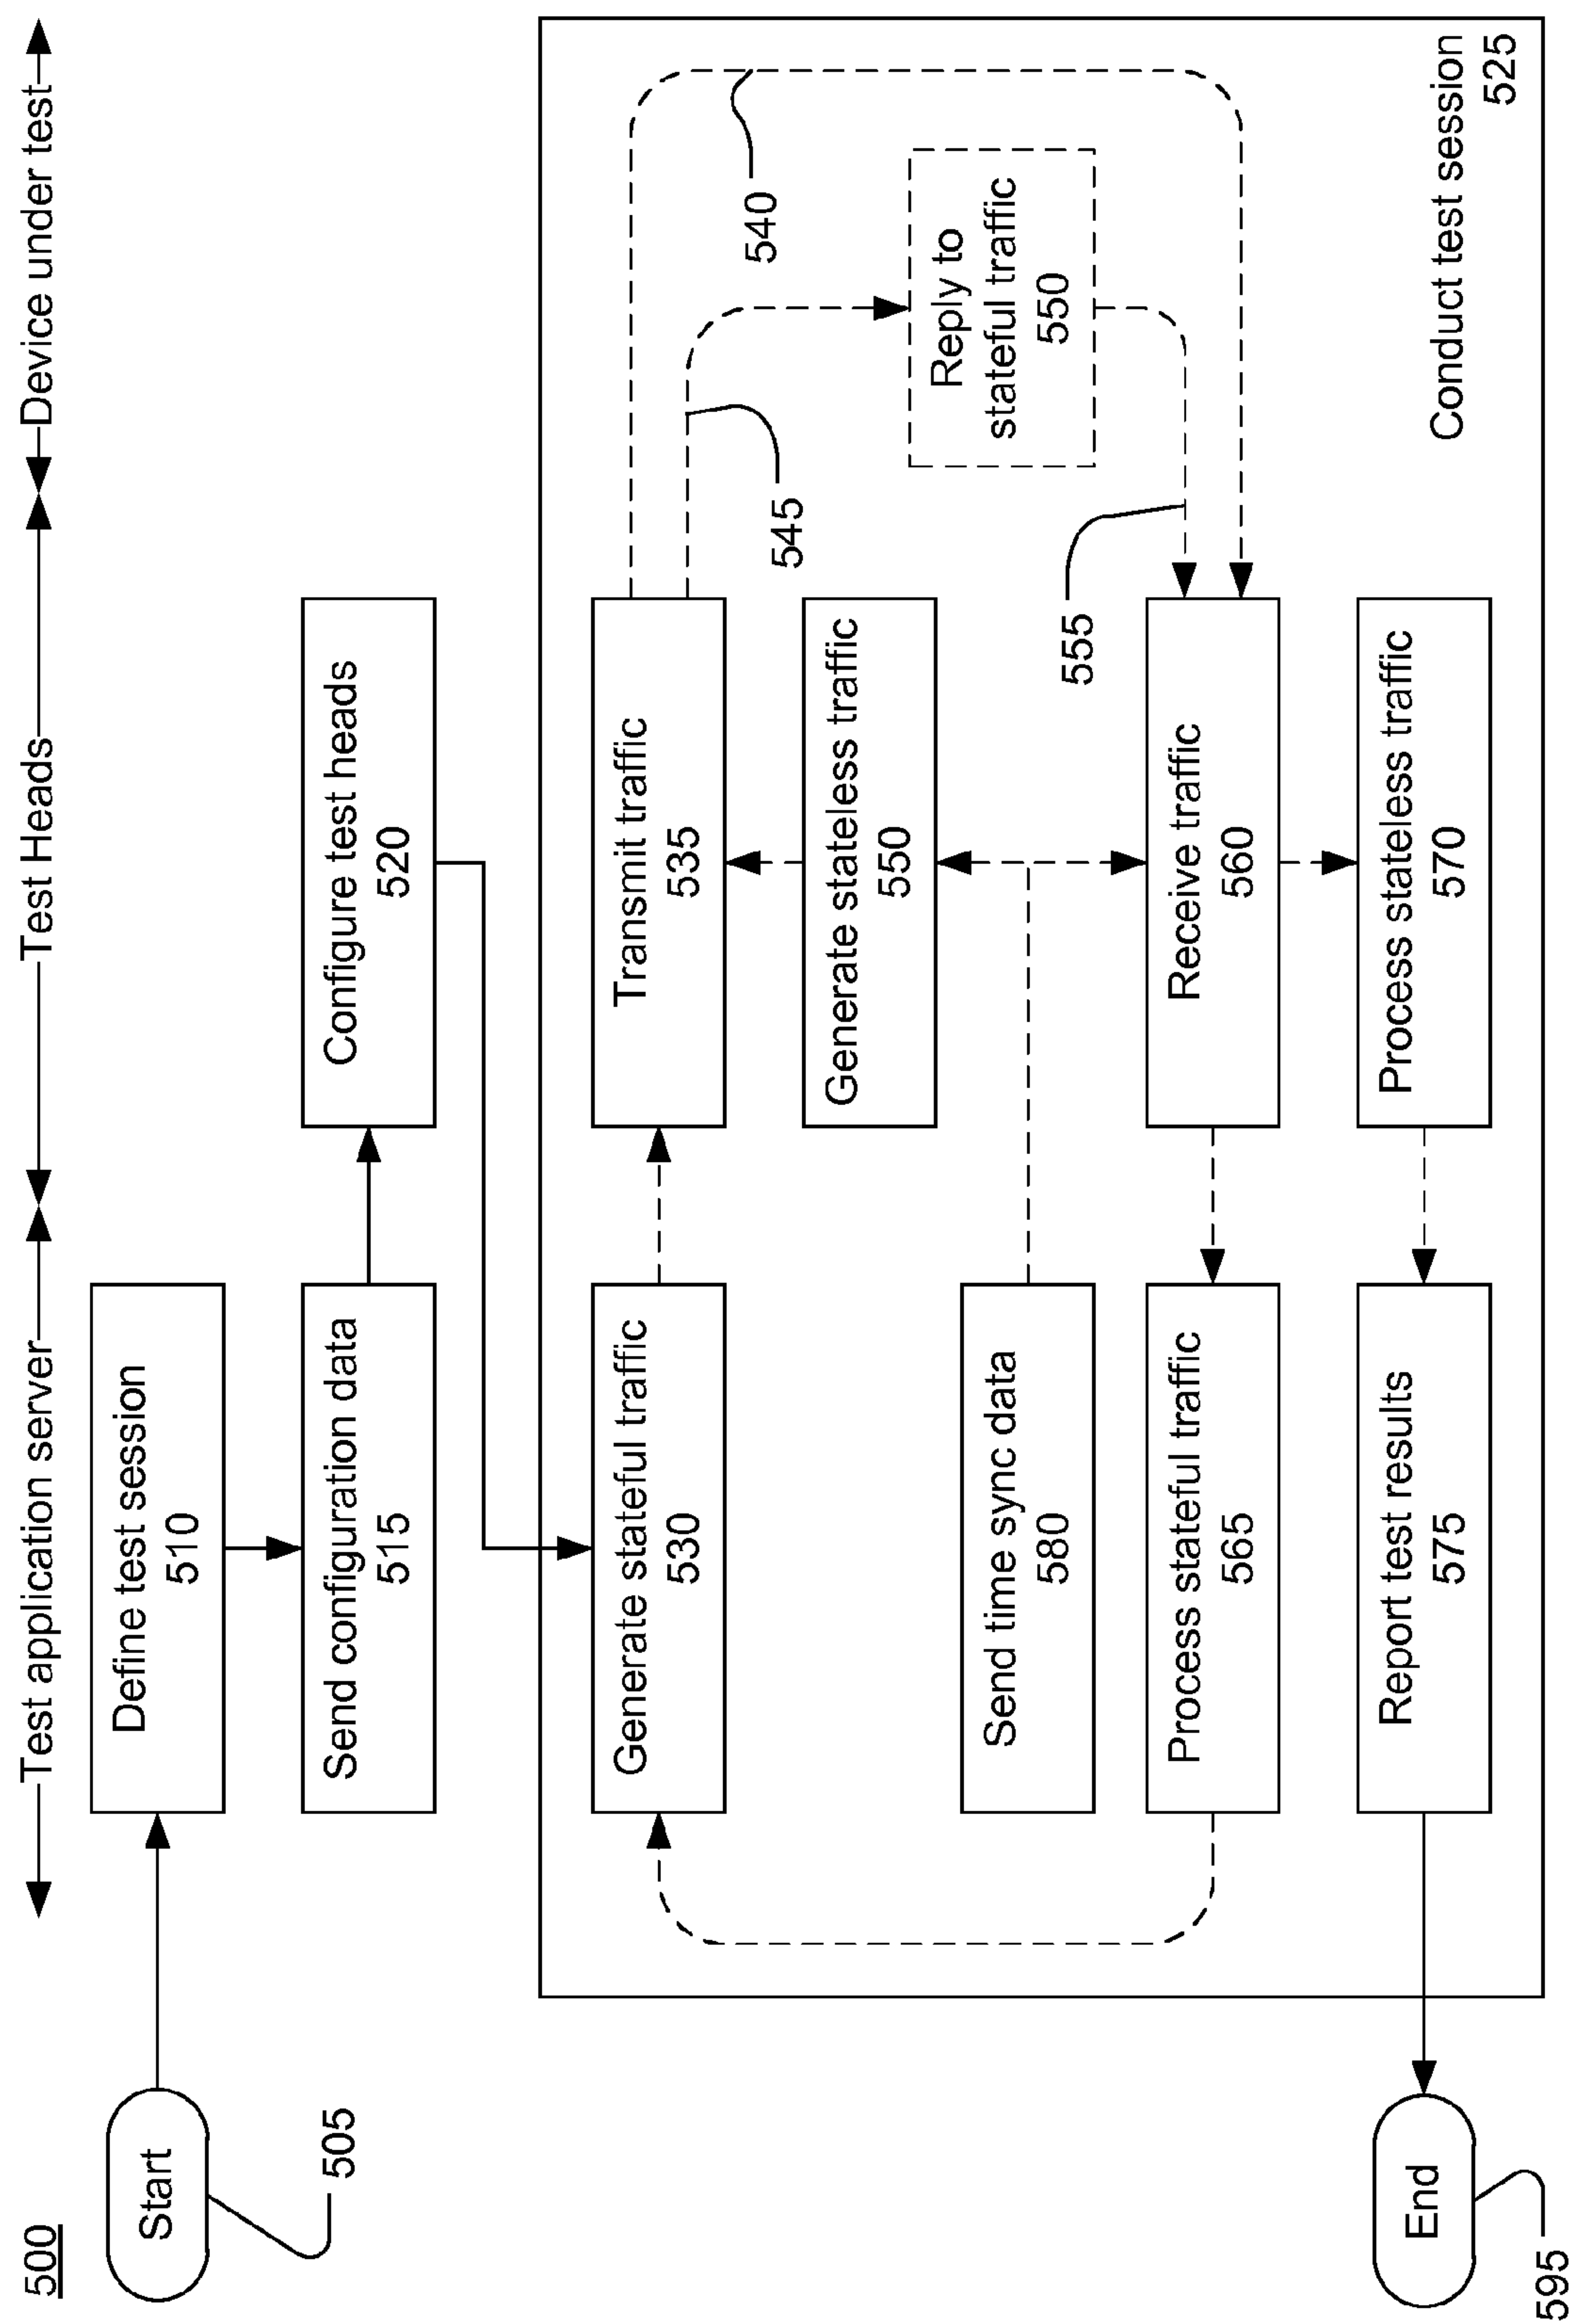 500
Test application server
Test Heads
Device under test
Start
505
Define test session
510
Send configuration data
515
Configure test heads
520
Generate stateful traffic
530
Transmit traffic
535
540
545
Generate stateless traffic
550
Reply to
stateful traffic
550
Send time sync data
580
555
Process stateful traffic
565
Receive traffic
560
Report test results
575
Process stateless traffic
570
Conduct test session
525
End
595